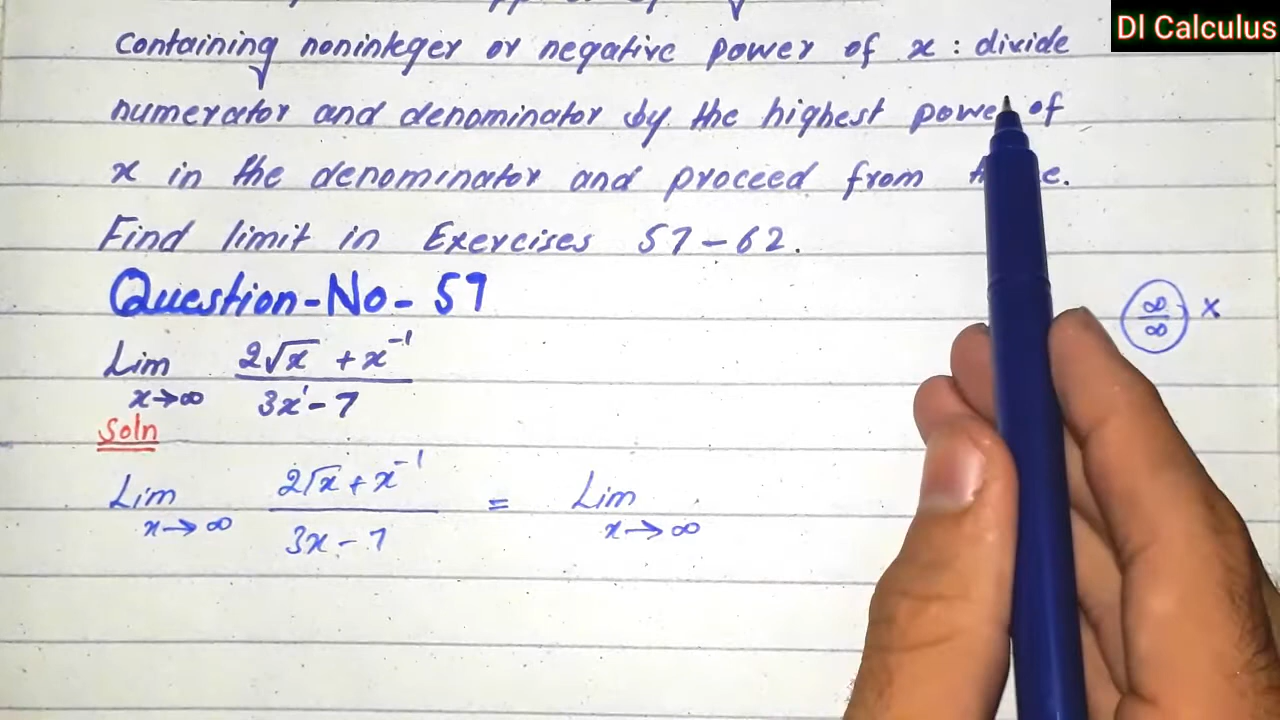 DI Calculus
containing noninteger or negative power of x : divide
numerator and denominator by the highest power of
x in the denominator and proceed from
Find limit in Exercises 57-62.
Question-No-59
Lim x→∞ 2√x + x⁻¹ / 3x¹ - 7
∞/∞ x
Soln
Lim x→∞ 2√x + x⁻¹ / 3x - 7 = Lim x→∞